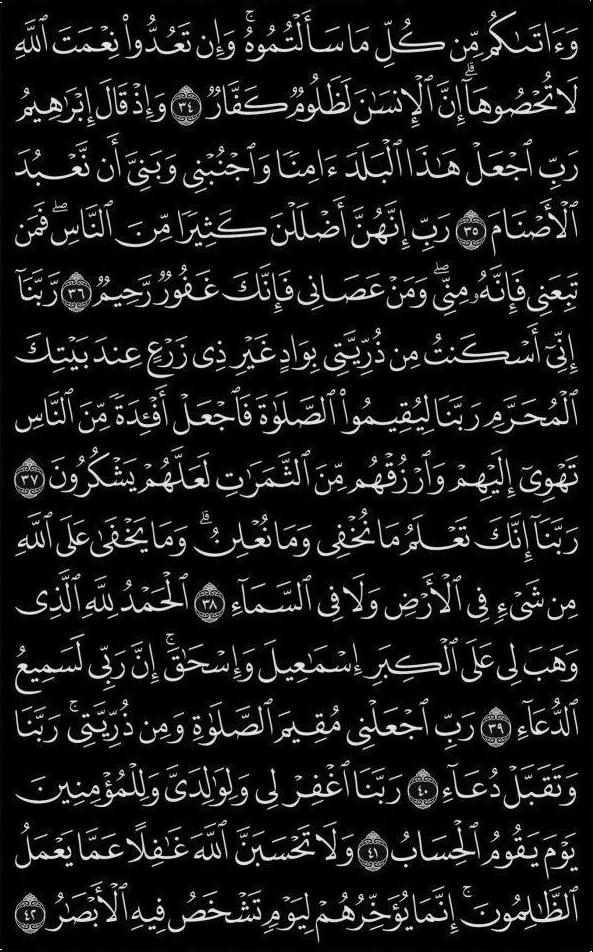 وَءَاتَىٰكُم مِّن كُلِّ مَا سَأَلْتُمُوهُ ۚ وَإِن تَعُدُّوا۟ نِعْمَتَ ٱللَّهِ
لَا تُحْصُوهَآ ۗ إِنَّ ٱلْإِنسَـٰنَ لَظَلُومٌ كَفَّارٌ ٣٤ وَإِذْ قَالَ إِبْرَٰهِيمُ
رَبِّ ٱجْعَلْ هَـٰذَا ٱلْبَلَدَ ءَامِنًا وَٱجْنُبْنِى وَبَنِىَّ أَن نَّعْبُدَ
ٱلْأَصْنَامَ ٣٥ رَبِّ إِنَّهُنَّ أَضْلَلْنَ كَثِيرًا مِّنَ ٱلنَّاسِ ۖ فَمَن
تَبِعَنِى فَإِنَّهُۥ مِنِّى ۖ وَمَنْ عَصَانِى فَإِنَّكَ غَفُورٌ رَّحِيمٌ ٣٦ رَّبَّنَآ
إِنِّىٓ أَسْكَنتُ مِن ذُرِّيَّتِى بِوَادٍ غَيْرِ ذِى زَرْعٍ عِندَ بَيْتِكَ
ٱلْمُحَرَّمِ رَبَّنَا لِيُقِيمُوا۟ ٱلصَّلَوٰةَ فَٱجْعَلْ أَفْـِٔدَةً مِّنَ ٱلنَّاسِ
تَهْوِىٓ إِلَيْهِمْ وَٱرْزُقْهُم مِّنَ ٱلثَّمَرَٰتِ لَعَلَّهُمْ يَشْكُرُونَ ٣٧
رَبَّنَآ إِنَّكَ تَعْلَمُ مَا نُخْفِى وَمَا نُعْلِنُ ۗ وَمَا يَخْفَىٰ عَلَى ٱللَّهِ
مِن شَىْءٍ فِى ٱلْأَرْضِ وَلَا فِى ٱلسَّمَآءِ ٣٨ ٱلْحَمْدُ لِلَّهِ ٱلَّذِى
وَهَبَ لِى عَلَى ٱلْكِبَرِ إِسْمَـٰعِيلَ وَإِسْحَـٰقَ ۚ إِنَّ رَبِّى لَسَمِيعُ
ٱلدُّعَآءِ ٣٩ رَبِّ ٱجْعَلْنِى مُقِيمَ ٱلصَّلَوٰةِ وَمِن ذُرِّيَّتِى ۚ رَبَّنَا
وَتَقَبَّلْ دُعَآءِ ٤٠ رَبَّنَا ٱغْفِرْ لِى وَلِوَٰلِدَىَّ وَلِلْمُؤْمِنِينَ
يَوْمَ يَقُومُ ٱلْحِسَابُ ٤١ وَلَا تَحْسَبَنَّ ٱللَّهَ غَـٰفِلًا عَمَّا يَعْمَلُ
ٱلظَّـٰلِمُونَ ۚ إِنَّمَا يُؤَخِّرُهُمْ لِيَوْمٍ تَشْخَصُ فِيهِ ٱلْأَبْصَـٰرُ ٤٢